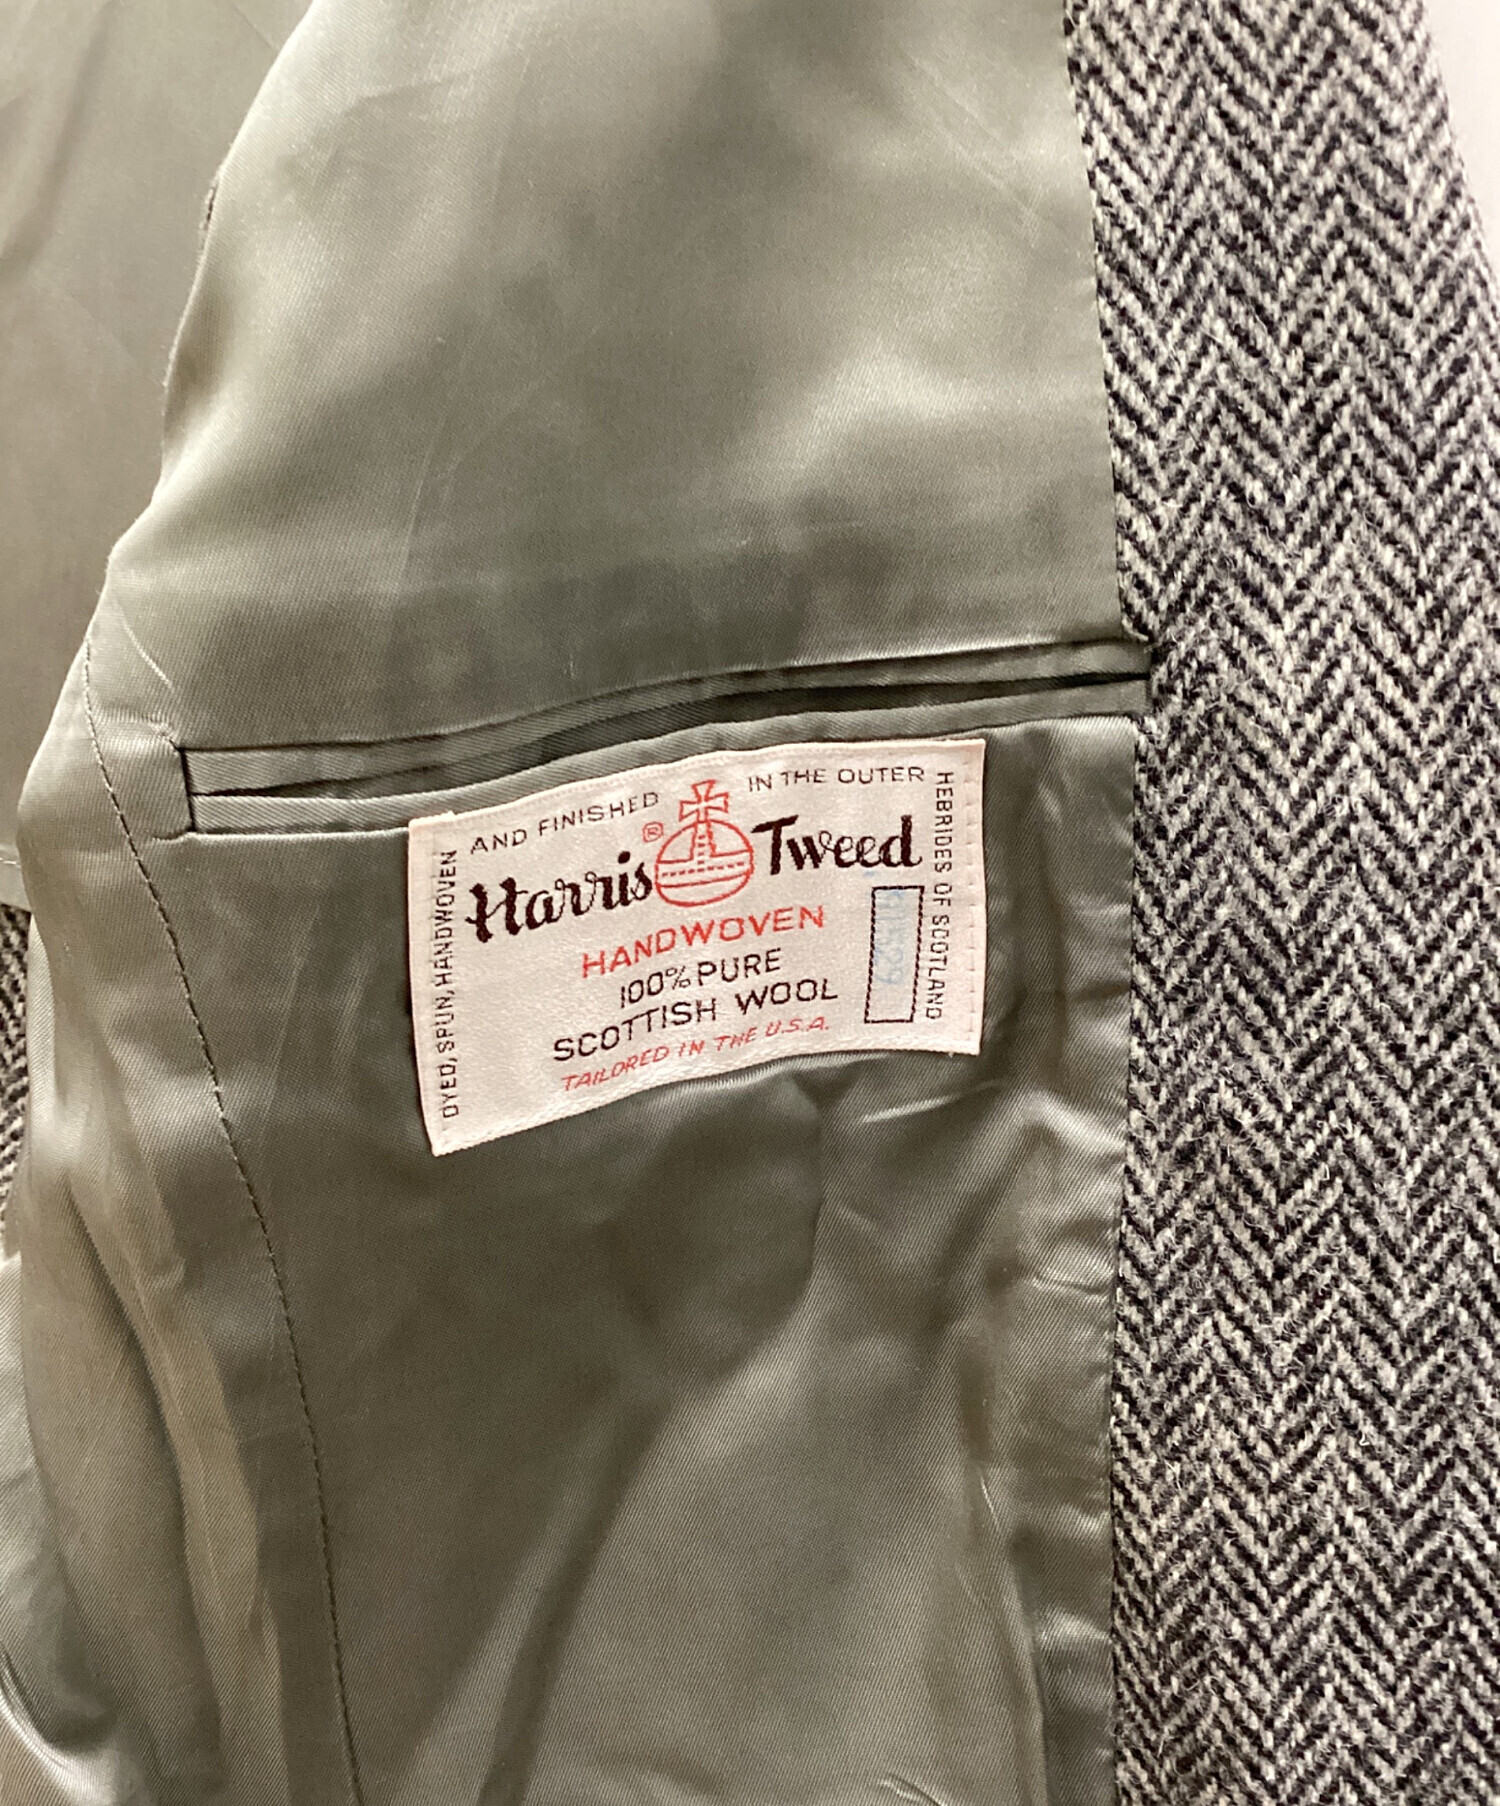 DYED, SPUN, HANDWOVEN
AND FINISHED
IN THE OUTER
HEBRIDES OF SCOTLAND
Harris ® Tweed
HANDWOVEN
100% PURE
SCOTTISH WOOL
TAILORED IN THE U.S.A.